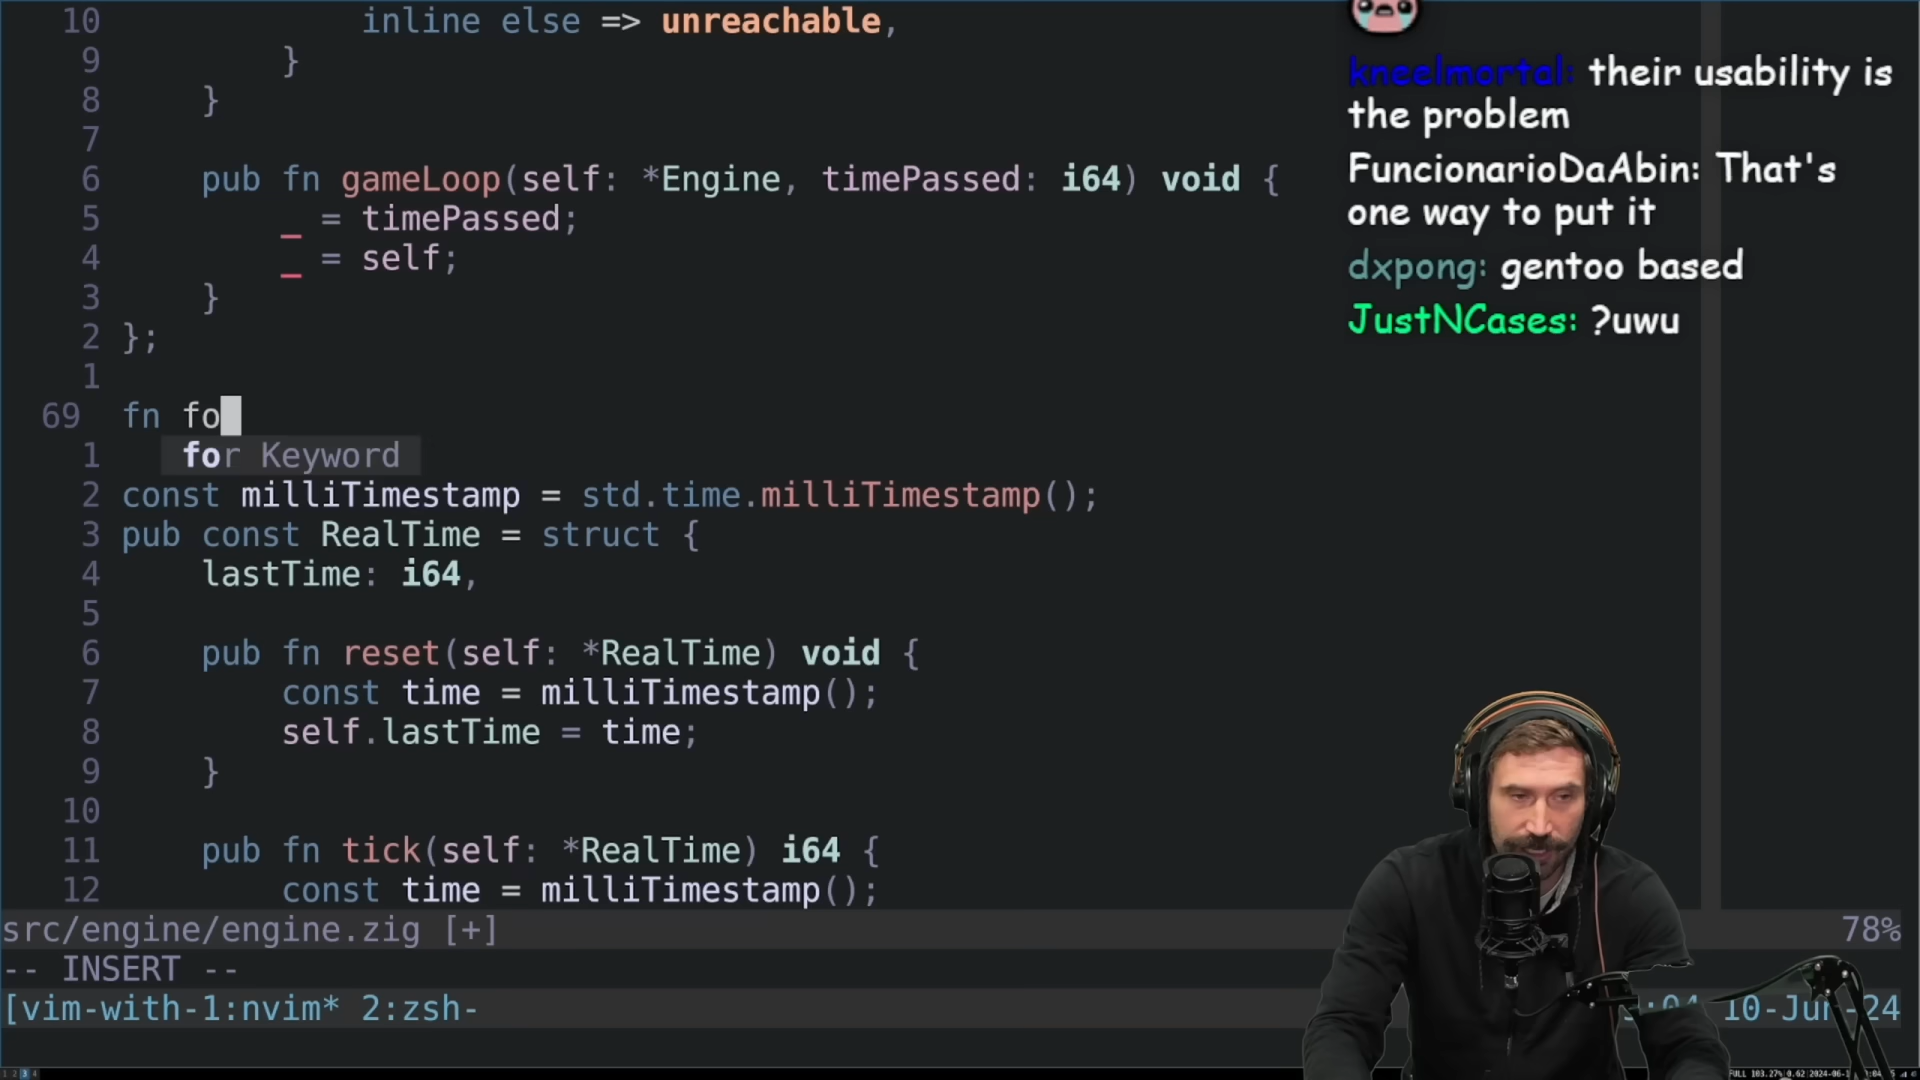 10 inline else => unreachable,
9 }
8 }
7
6 pub fn gameLoop(self: *Engine, timePassed: i64) void {
5 _ = timePassed;
4 _ = self;
3 }
2 };
1
69 fn fo
1 for Keyword
2 const milliTimestamp = std.time.milliTimestamp();
3 pub const RealTime = struct {
4 lastTime: i64,
5
6 pub fn reset(self: *RealTime) void {
7 const time = milliTimestamp();
8 self.lastTime = time;
9 }
10
11 pub fn tick(self: *RealTime) i64 {
12 const time = milliTimestamp();
src/engine/engine.zig [+] 78%
-- INSERT --
[vim-with-1:nvim* 2:zsh- 10-Jun-24
kneelmortal: their usability is
the problem
FuncionarioDaAbin: That's
one way to put it
dxpong: gentoo based
JustNCases: ?uwu